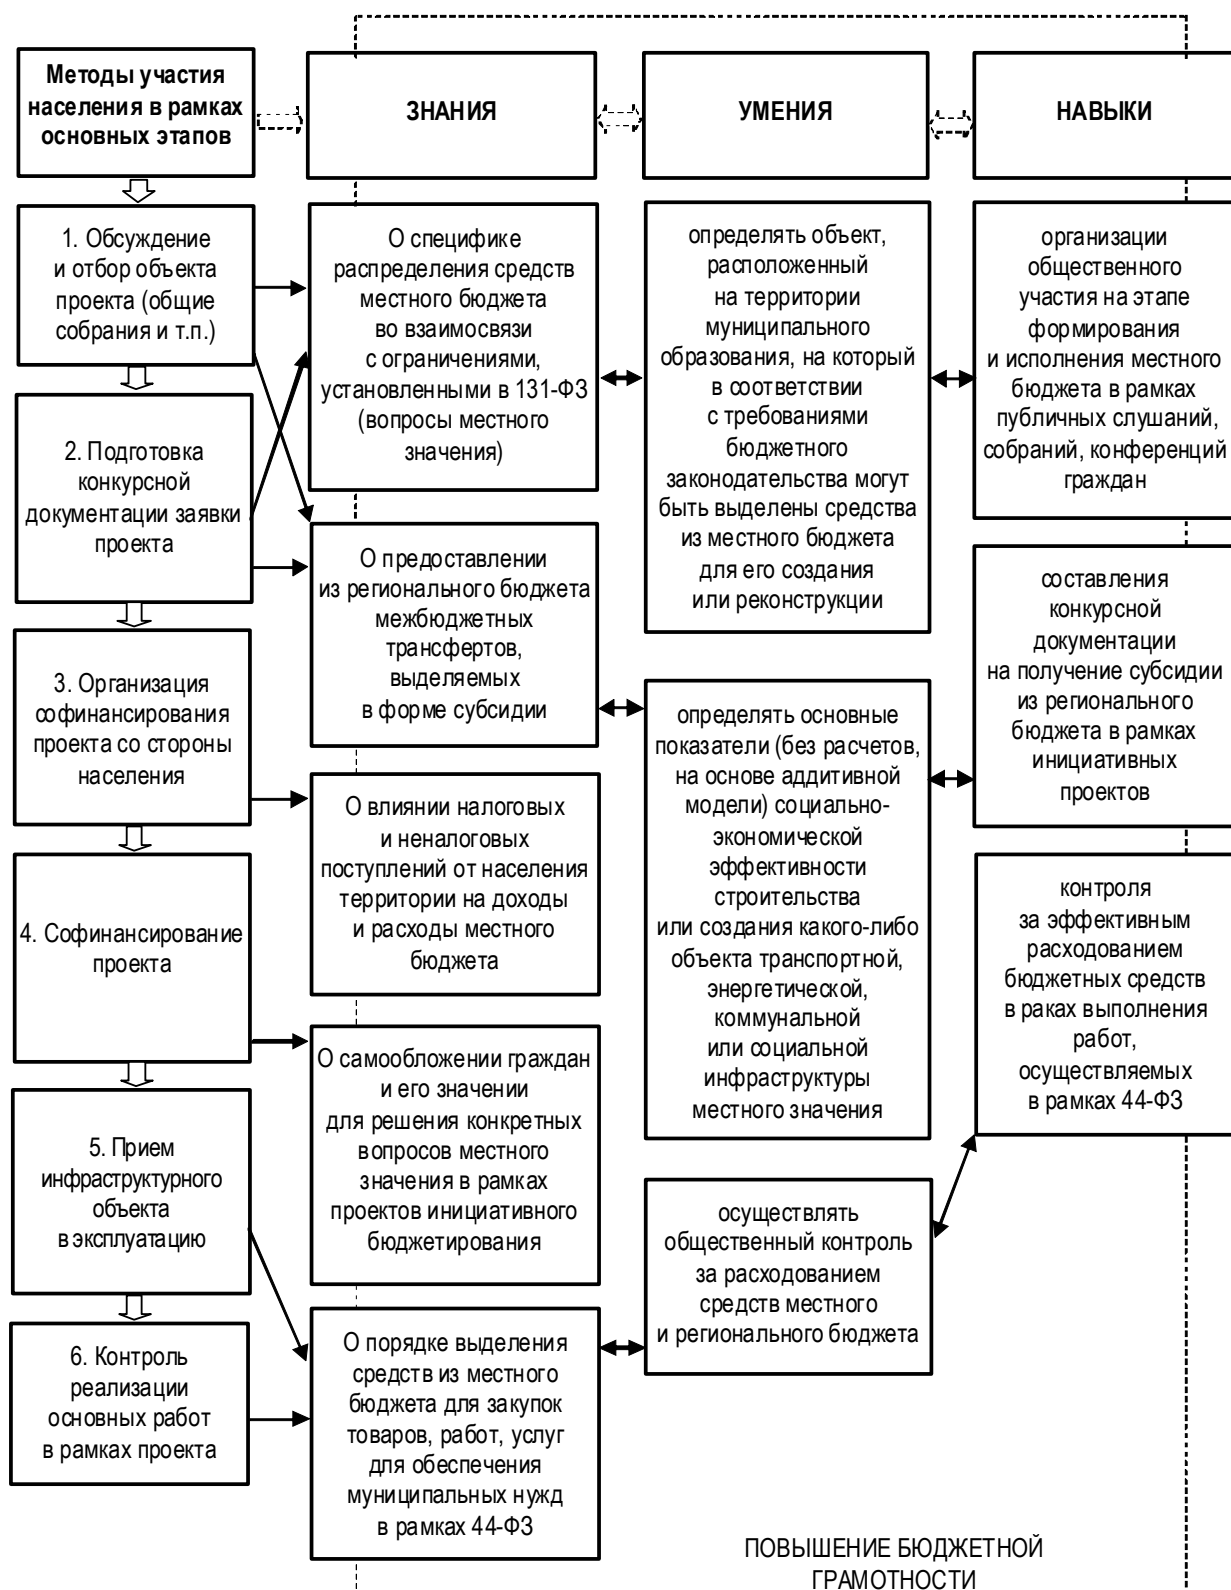 Методы участия
населения в рамках
основных этапов
ЗНАНИЯ
УМЕНИЯ
НАВЫКИ
1. Обсуждение
и отбор объекта
проекта (общие
собрания и т.п.)
2. Подготовка
конкурсной
документации заявки
проекта
3. Организация
софинансирования
проекта со стороны
населения
4. Софинансирование
проекта
5. Прием
инфраструктурного
объекта
в эксплуатацию
6. Контроль
реализации
основных работ
в рамках проекта
О специфике
распределения средств
местного бюджета
во взаимосвязи
с ограничениями,
установленными в 131-ФЗ
(вопросы местного
значения)
О предоставлении
из регионального бюджета
межбюджетных
трансфертов,
выделяемых
в форме субсидии
О влиянии налоговых
и неналоговых
поступлений от населения
территории на доходы
и расходы местного
бюджета
О самообложении граждан
и его значении
для решения конкретных
вопросов местного
значения в рамках
проектов инициативного
бюджетирования
О порядке выделения
средств из местного
бюджета для закупок
товаров, работ, услуг
для обеспечения
муниципальных нужд
в рамках 44-ФЗ
определять объект,
расположенный
на территории
муниципального
образования, на который
в соответствии
с требованиями
бюджетного
законодательства могут
быть выделены средства
из местного бюджета
для его создания
или реконструкции
определять основные
показатели (без расчетов,
на основе аддитивной
модели) социально-
экономической
эффективности
строительства
или создания какого-либо
объекта транспортной,
энергетической,
коммунальной
или социальной
инфраструктуры
местного значения
осуществлять
общественный контроль
за расходованием
средств местного
и регионального бюджета
организации
общественного
участия на этапе
формирования
и исполнения местного
бюджета в рамках
публичных слушаний,
собраний, конференций
граждан
составления
конкурсной
документации
на получение субсидии
из регионального
бюджета в рамках
инициативных
проектов
контроля
за эффективным
расходованием
бюджетных средств
в раках выполнения
работ,
осуществляемых
в рамках 44-ФЗ
ПОВЫШЕНИЕ БЮДЖЕТНОЙ
ГРАМОТНОСТИ